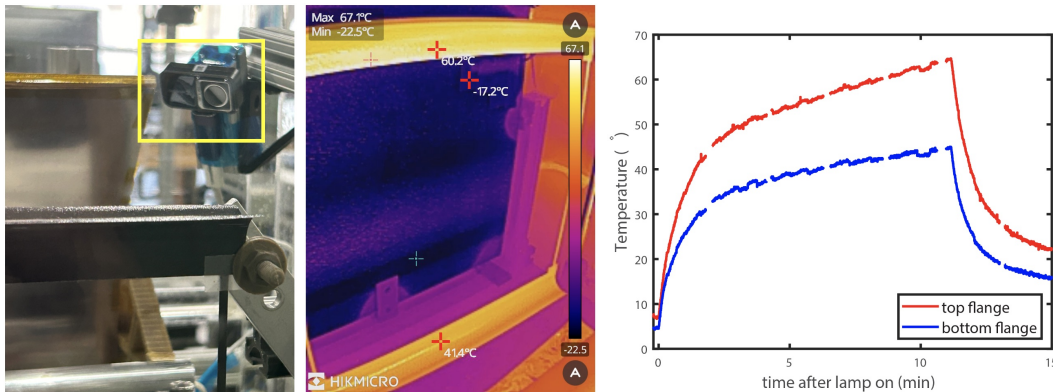 Max 67.1°C
Min -22.5°C
A
67.1
60.2°C
-17.2°C
41.4°C
-22.5
A
HIKMICRO
70
60
50
40
30
20
10
0
Temperature (°)
0
5
10
15
time after lamp on (min)
top flange
bottom flange